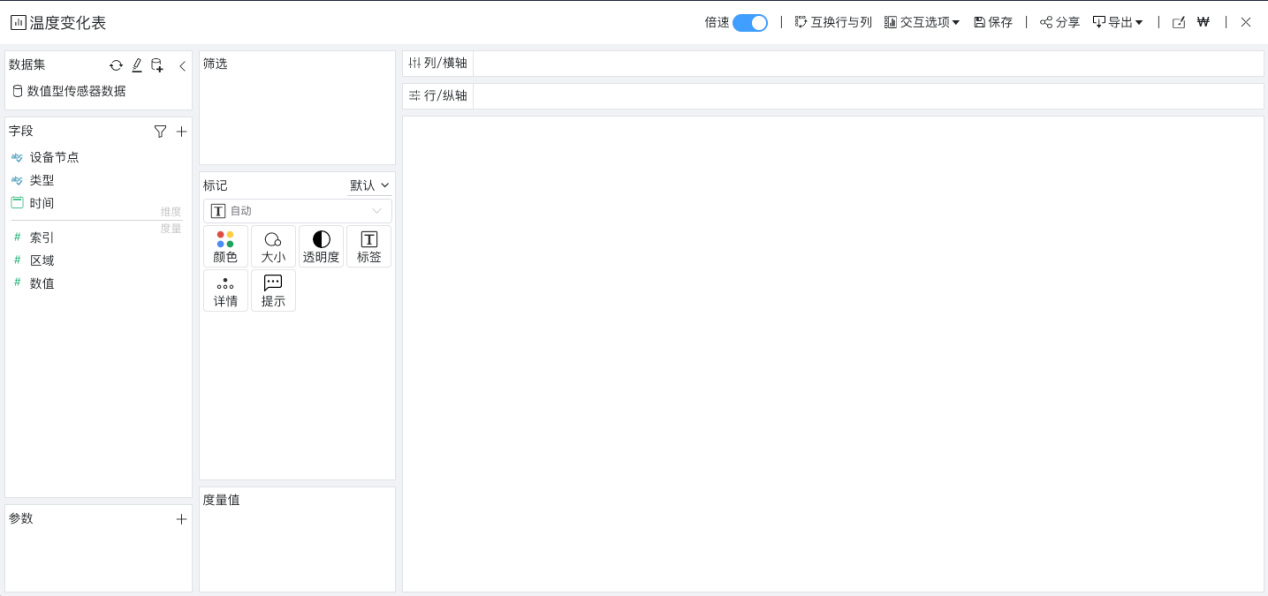 温度变化表
倍速 | 互换行与列 交互选项 保存 | 分享 导出 | ₩ |
数据集
数值型传感器数据
字段
设备节点
类型
时间
维度
度量
# 索引
# 区域
# 数值
参数
筛选
标记 默认
T 自动
颜色 大小 透明度 标签
详情 提示
度量值
列/横轴
行/纵轴